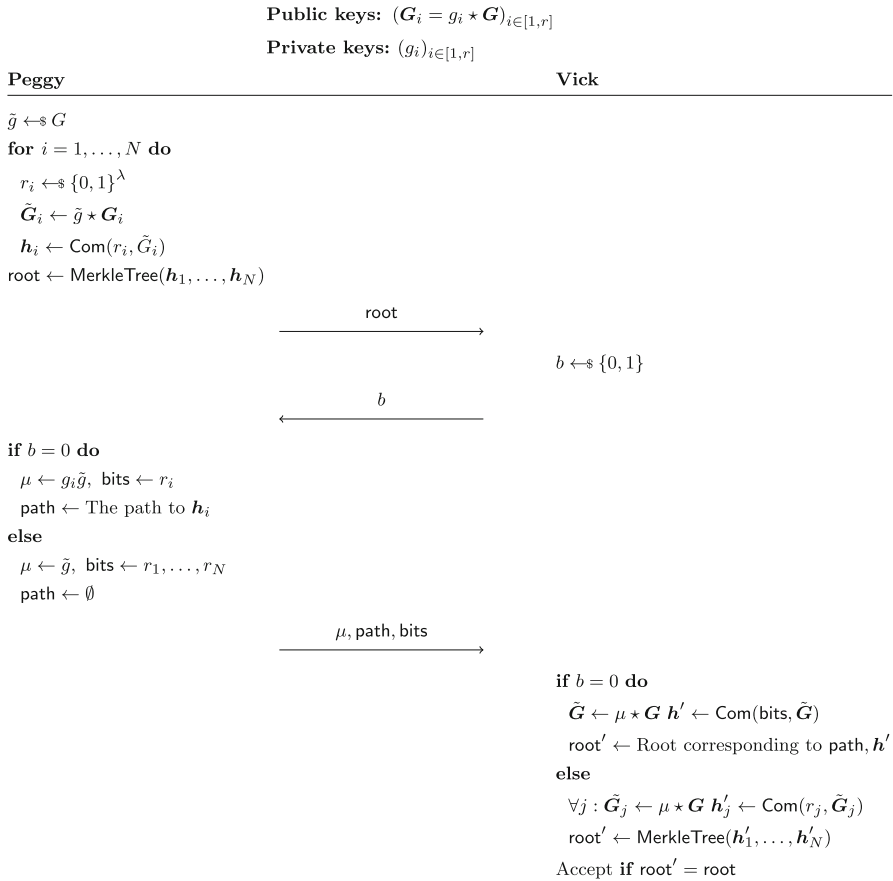 Public keys: (G_i = g_i ⋆ G)_{i∈[1,r]}
Private keys: (g_i)_{i∈[1,r]}
Peggy Vick
g̃ ←$ G
for i = 1, . . . , N do
r_i ←$ {0, 1}^λ
G̃_i ← g̃ ⋆ G_i
h_i ← Com(r_i, G̃_i)
root ← MerkleTree(h_1, . . . , h_N)
root
b ←$ {0, 1}
b
if b = 0 do
μ ← g_i g̃, bits ← r_i
path ← The path to h_i
else
μ ← g̃, bits ← r_1, . . . , r_N
path ← ∅
μ, path, bits
if b = 0 do
G̃ ← μ ⋆ G h′ ← Com(bits, G̃)
root′ ← Root corresponding to path, h′
else
∀j : G̃_j ← μ ⋆ G h′_j ← Com(r_j, G̃_j)
root′ ← MerkleTree(h′_1, . . . , h′_N)
Accept if root′ = root